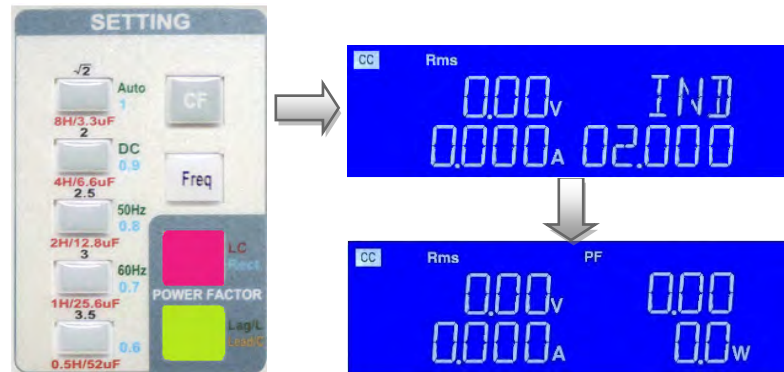 SETTING
√2
Auto
1
8H/3.3uF
2
DC
0.9
4H/6.6uF
2.5
50Hz
0.8
2H/12.8uF
3
60Hz
0.7
1H/25.6uF
3.5
0.6
0.5H/52uF
CF
Freq
LC
Rect
POWER FACTOR
Lag/L
Lead/C
CC Rms
0.00V IND
0.000A 02.000
CC Rms PF
0.00V 0.00
0.000A 0.0W